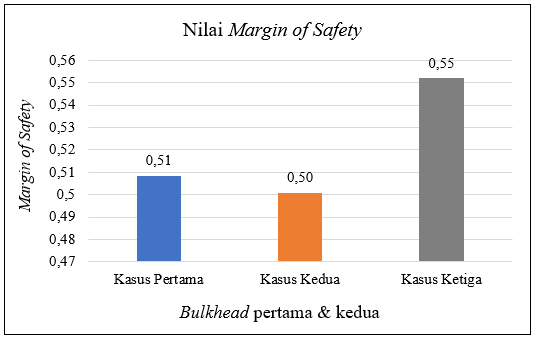 Nilai Margin of Safety
0,56
0,55
0,54
0,53
0,52
0,51
0,5
0,49
0,48
0,47
Margin of Safety
0,51
0,50
0,55
Kasus Pertama
Kasus Kedua
Kasus Ketiga
Bulkhead pertama & kedua